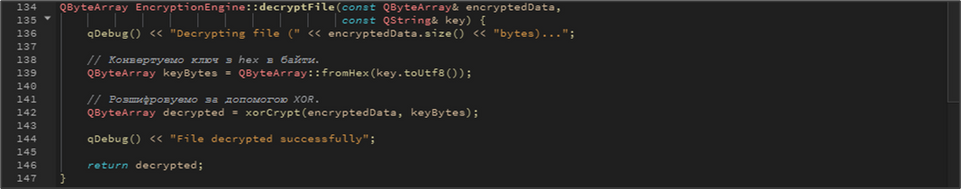 134 QByteArray EncryptionEngine::decryptFile(const QByteArray& encryptedData,
135 const QString& key) {
136 qDebug() << "Decrypting file (" << encryptedData.size() << "bytes)...";
137
138 // Конвертуемо ключ в hex в байти.
139 QByteArray keyBytes = QByteArray::fromHex(key.toUtf8());
140
141 // Розшифровуемо за допомогою XOR.
142 QByteArray decrypted = xorCrypt(encryptedData, keyBytes);
143
144 qDebug() << "File decrypted successfully";
145
146 return decrypted;
147 }